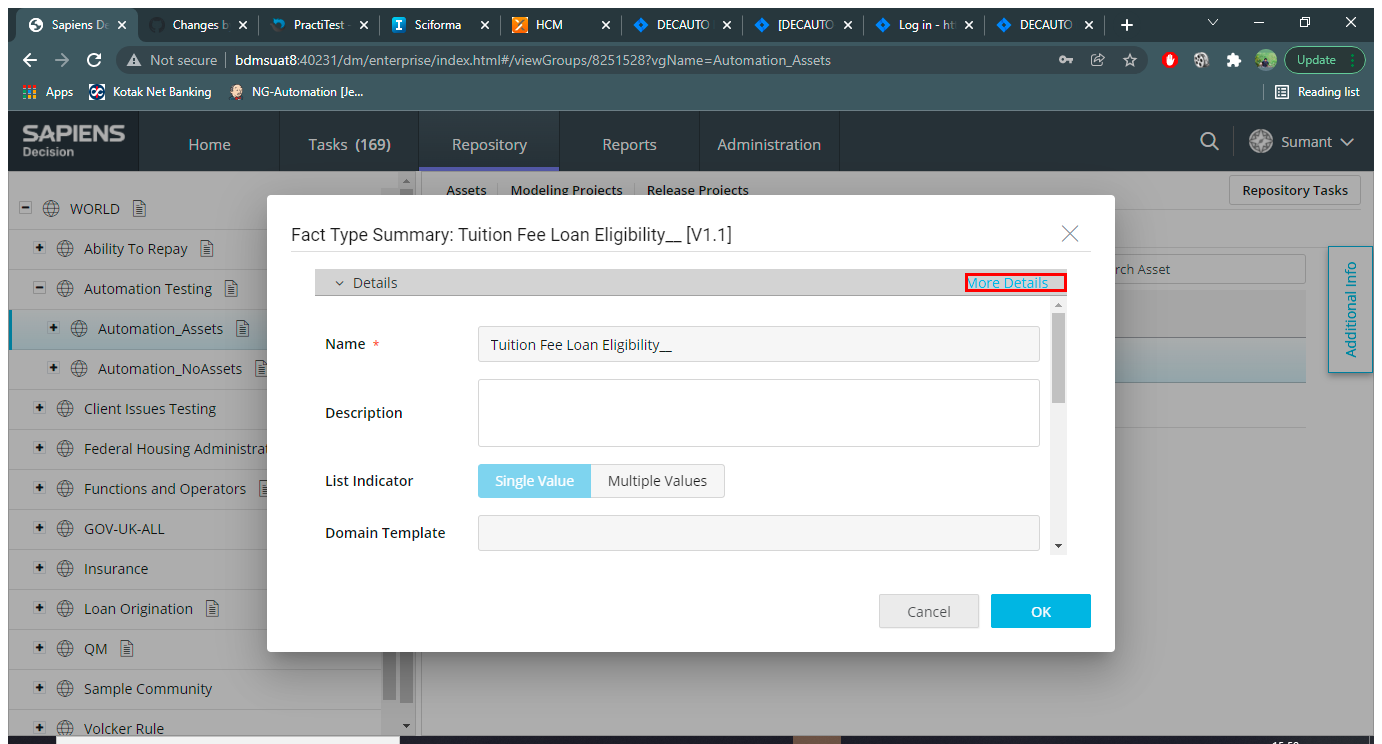 Sapiens De
Changes b
PractiTest -
Sciforma
HCM
DECAUTO
[DECAUTO
Log in - ht
DECAUTO
Not secure
bdmsuat8:40231/dm/enterprise/index.html#/viewGroups/8251528?vgName=Automation_Assets
Update
Apps
Kotak Net Banking
NG-Automation [Je...
Reading list
SAPIENS
Decision
Home
Tasks (169)
Repository
Reports
Administration
Sumant
Assets
Modeling Projects
Release Projects
Repository Tasks
WORLD
Ability To Repay
Automation Testing
Automation_Assets
Automation_NoAssets
Client Issues Testing
Federal Housing Administrat
Functions and Operators
GOV-UK-ALL
Insurance
Loan Origination
QM
Sample Community
Volcker Rule
rch Asset
Additional Info
Fact Type Summary: Tuition Fee Loan Eligibility__ [V1.1]
Details
More Details
Name *
Tuition Fee Loan Eligibility__
Description
List Indicator
Single Value
Multiple Values
Domain Template
Cancel
OK